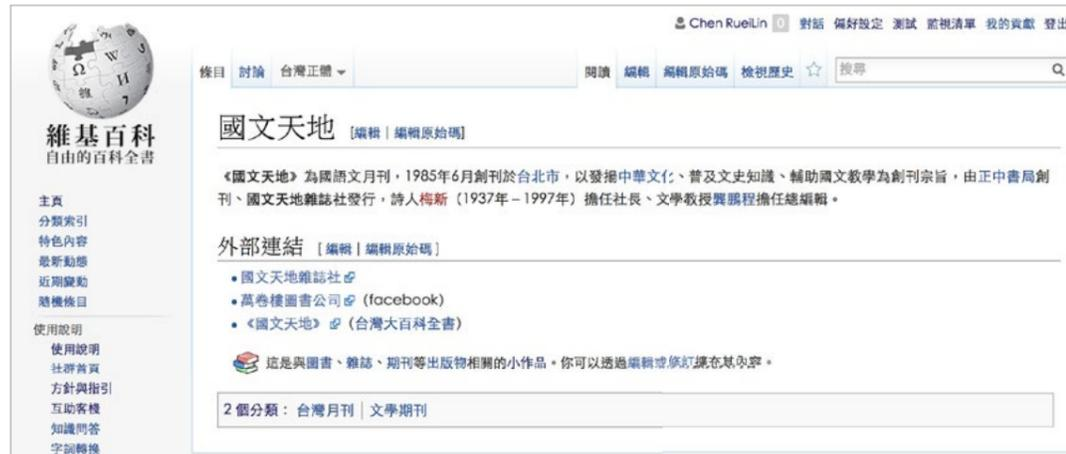 Chen RueiLin 0 對話 偏好設定 測試 監視清單 我的貢獻 登出
條目 討論 台灣正體 閱讀 編輯 編輯原始碼 檢視歷史 搜尋
Ω W И 維 7
維基百科
自由的百科全書
主頁
分類索引
特色內容
最新動態
近期變動
隨機條目
使用說明
使用說明
社群首頁
方針與指引
互助客棧
知識問答
字詞轉換
國文天地 [編輯 | 編輯原始碼]
《國文天地》為國語文月刊,1985年6月創刊於台北市,以發揚中華文化、普及文史知識、輔助國文教學為創刊宗旨,由正中書局創
刊、國文天地雜誌社發行,詩人梅新(1937年-1997年)擔任社長、文學教授龔鵬程擔任總編輯。
外部連結 [編輯 | 編輯原始碼]
• 國文天地雜誌社
• 萬卷樓圖書公司 (facebook)
• 《國文天地》 (台灣大百科全書)
這是與圖書、雜誌、期刊等出版物相關的小作品。你可以透過編輯或修訂擴充其內容。
2 個分類: 台灣月刊 | 文學期刊